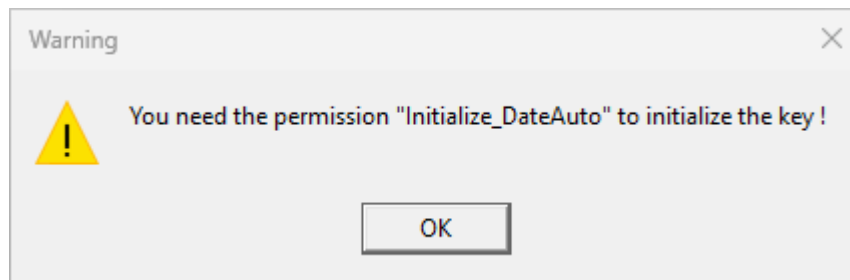 Warning
You need the permission "Initialize_DateAuto" to initialize the key !
OK